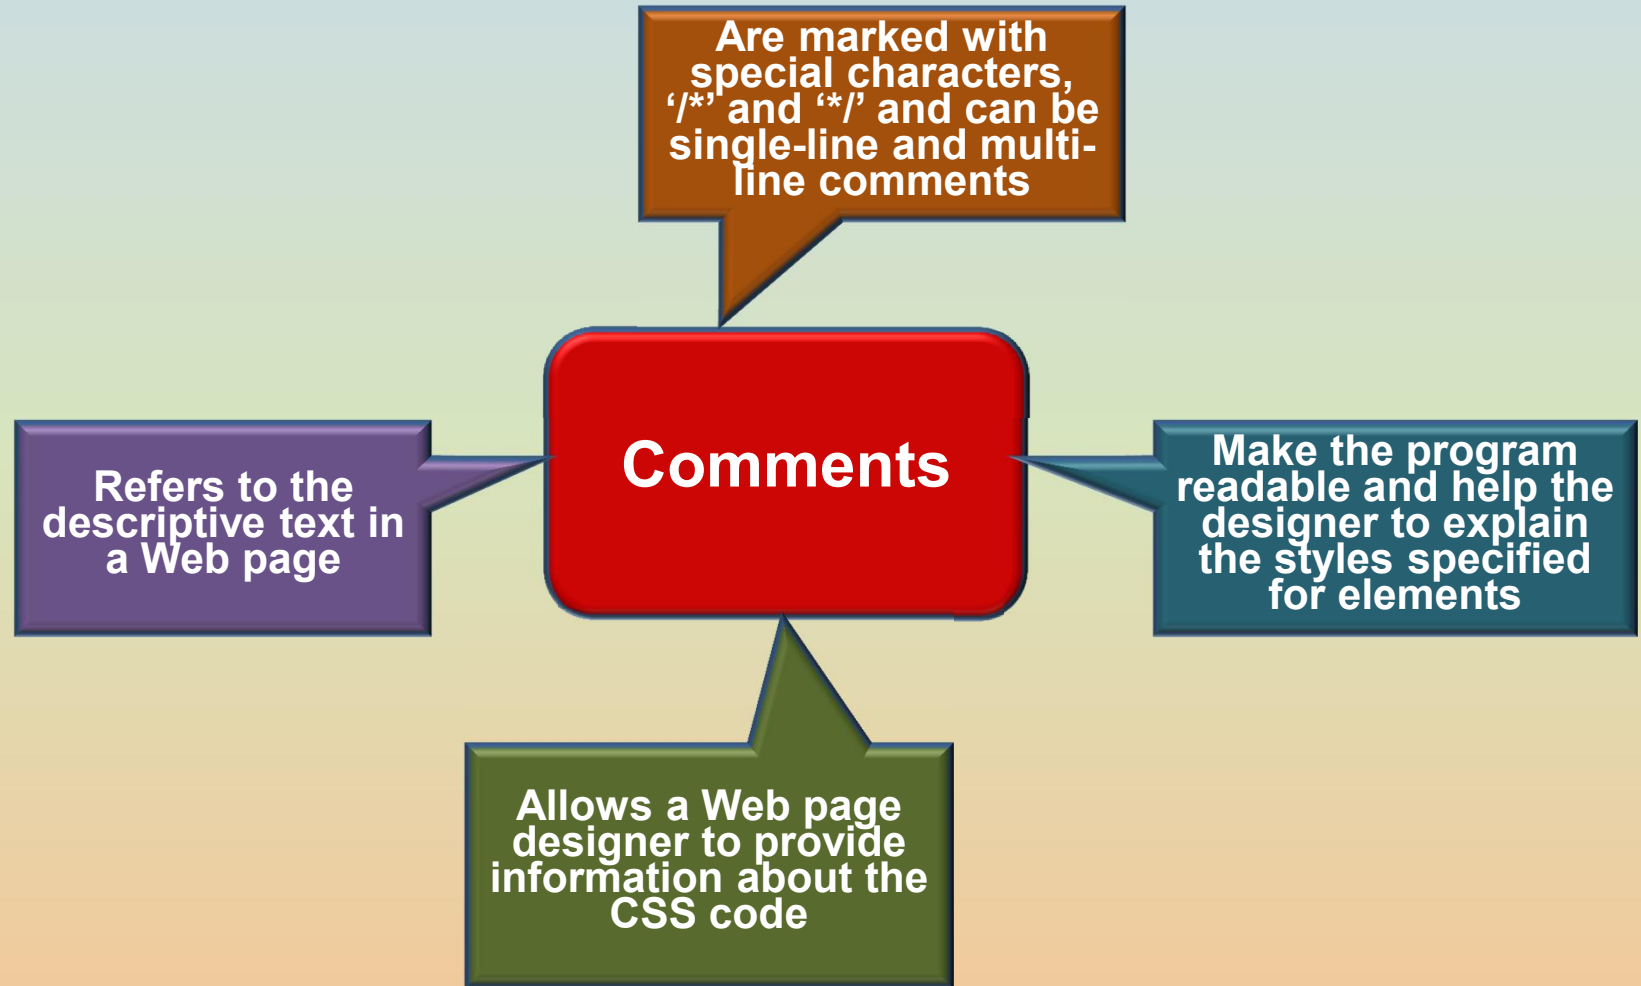 Are marked with
special characters,
‘/*’ and ‘*/’ and can be
single-line and multi-
line comments
Comments
Refers to the
descriptive text in
a Web page
Make the program
readable and help the
designer to explain
the styles specified
for elements
Allows a Web page
designer to provide
information about the
CSS code